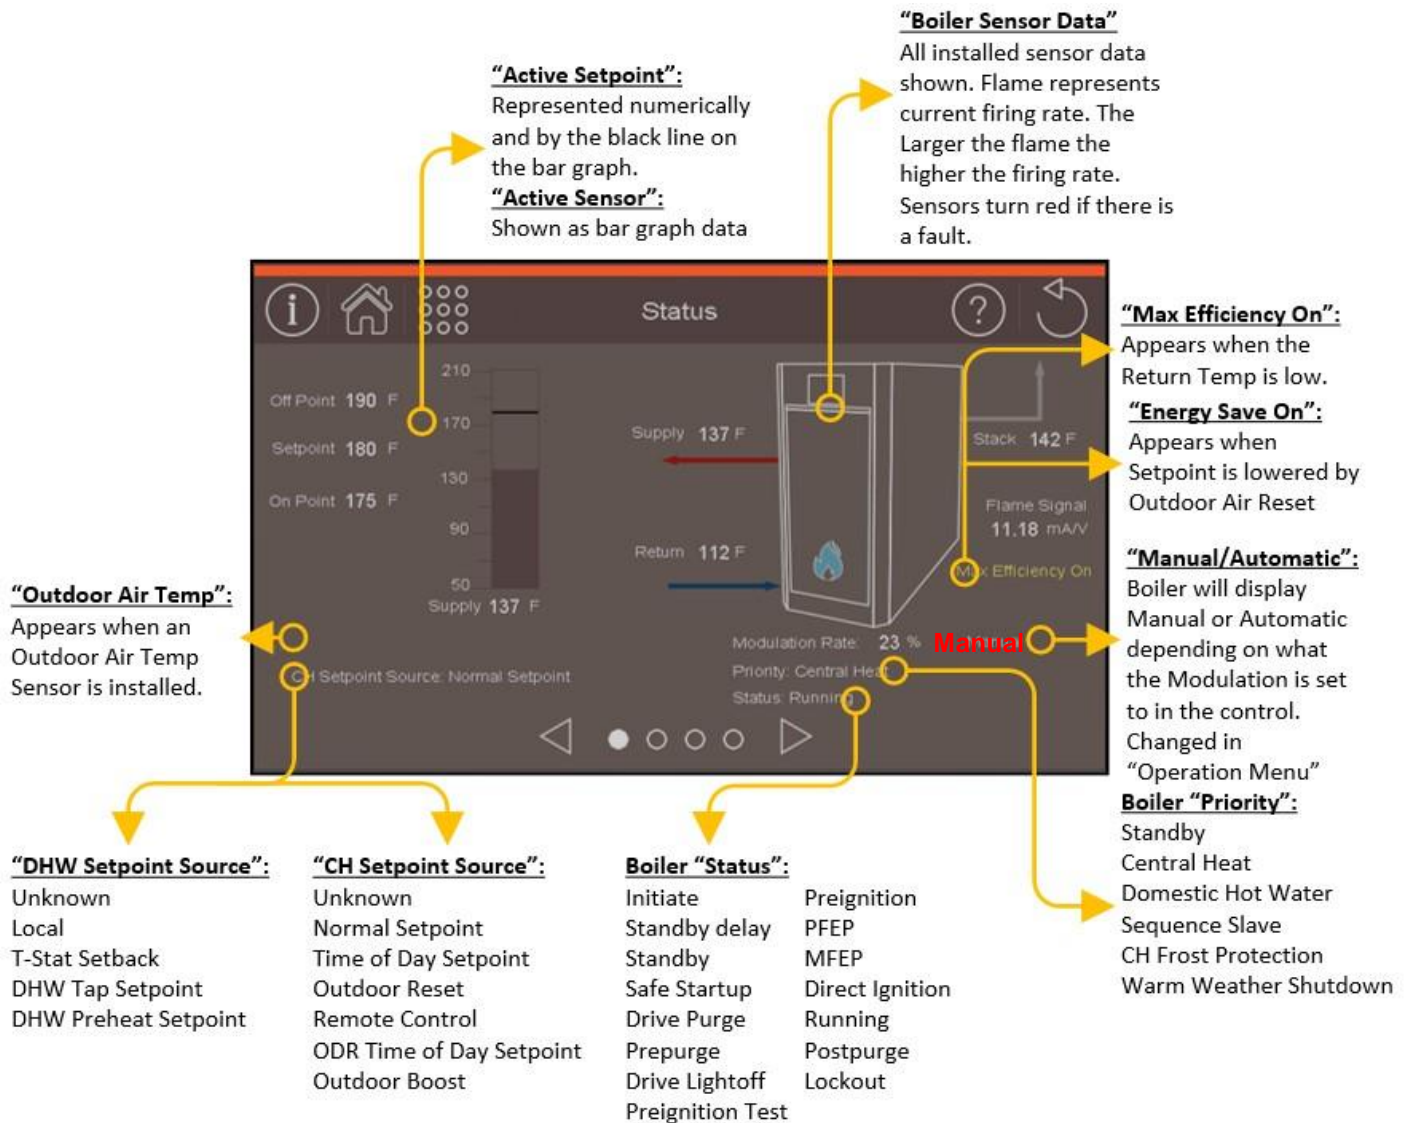 “Boiler Sensor Data”
All installed sensor data
shown. Flame represents
current firing rate. The
Larger the flame the
higher the firing rate.
Sensors turn red if there is
a fault.
“Active Setpoint”:
Represented numerically
and by the black line on
the bar graph.
“Active Sensor”:
Shown as bar graph data
i
Status
?
Off Point 190 F
Setpoint 180 F
On Point 175 F
210
170
130
90
50
Supply 137 F
Supply 137 F
Return 112 F
Stack 142 F
Flame Signal
11.18 mA/V
Max Efficiency On
Modulation Rate: 23 % Manual
Priority: Central Heat
Status: Running
CH Setpoint Source: Normal Setpoint
“Max Efficiency On”:
Appears when the
Return Temp is low.
“Energy Save On”:
Appears when
Setpoint is lowered by
Outdoor Air Reset
“Manual/Automatic”:
Boiler will display
Manual or Automatic
depending on what
the Modulation is set
to in the control.
Changed in
“Operation Menu”
Boiler “Priority”:
Standby
Central Heat
Domestic Hot Water
Sequence Slave
CH Frost Protection
Warm Weather Shutdown
“Outdoor Air Temp”:
Appears when an
Outdoor Air Temp
Sensor is installed.
“DHW Setpoint Source”:
Unknown
Local
T-Stat Setback
DHW Tap Setpoint
DHW Preheat Setpoint
“CH Setpoint Source”:
Unknown
Normal Setpoint
Time of Day Setpoint
Outdoor Reset
Remote Control
ODR Time of Day Setpoint
Outdoor Boost
Boiler “Status”:
Initiate
Standby delay
Standby
Safe Startup
Drive Purge
Prepurge
Drive Lightoff
Preignition Test
Preignition
PFEP
MFEP
Direct Ignition
Running
Postpurge
Lockout